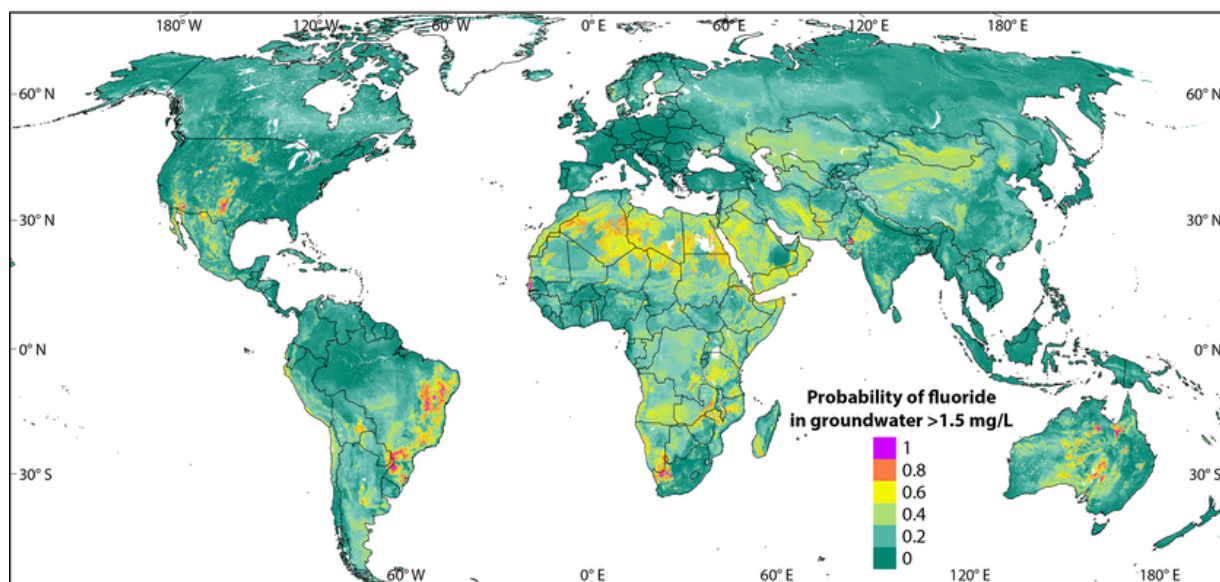 180° W 120° W 60° W 0° E 60° E 120° E 180° E
60° N 60° N
30° N 30° N
0° N 0° N
Probability of fluoride
in groundwater >1.5 mg/L
1
0.8
0.6
0.4
0.2
0
30° S 30° S
60° W 0° E 60° E 120° E 180° E